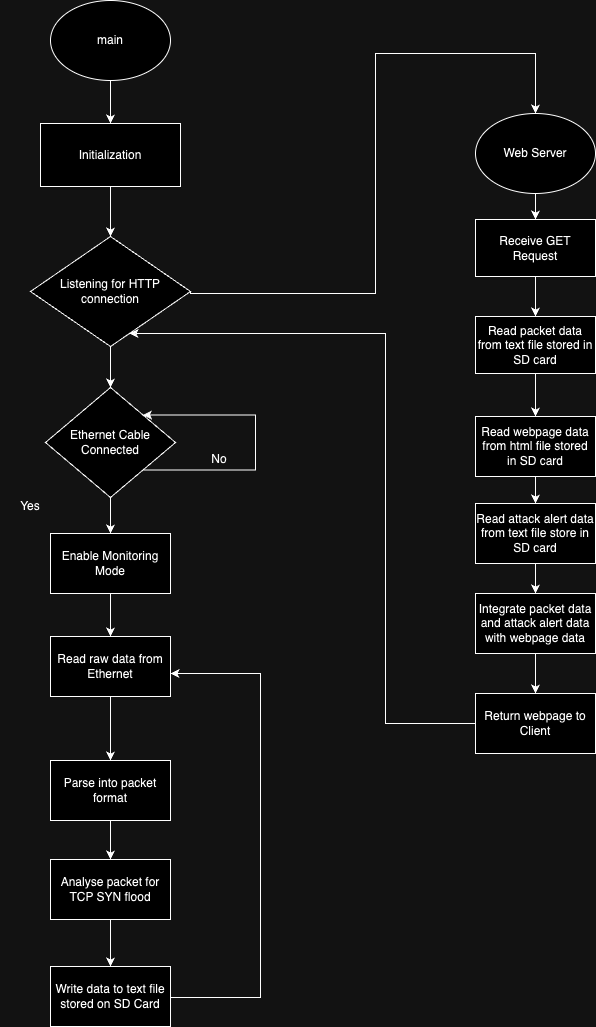 main
Initialization
Listening for HTTP
connection
Ethernet Cable
Connected
No
Yes
Enable Monitoring
Mode
Read raw data from
Ethernet
Parse into packet
format
Analyse packet for
TCP SYN flood
Write data to text file
stored on SD Card
Web Server
Receive GET
Request
Read packet data
from text file stored in
SD card
Read webpage data
from html file stored
in SD card
Read attack alert data
from text file store in
SD card
Integrate packet data
and attack alert data
with webpage data
Return webpage to
Client